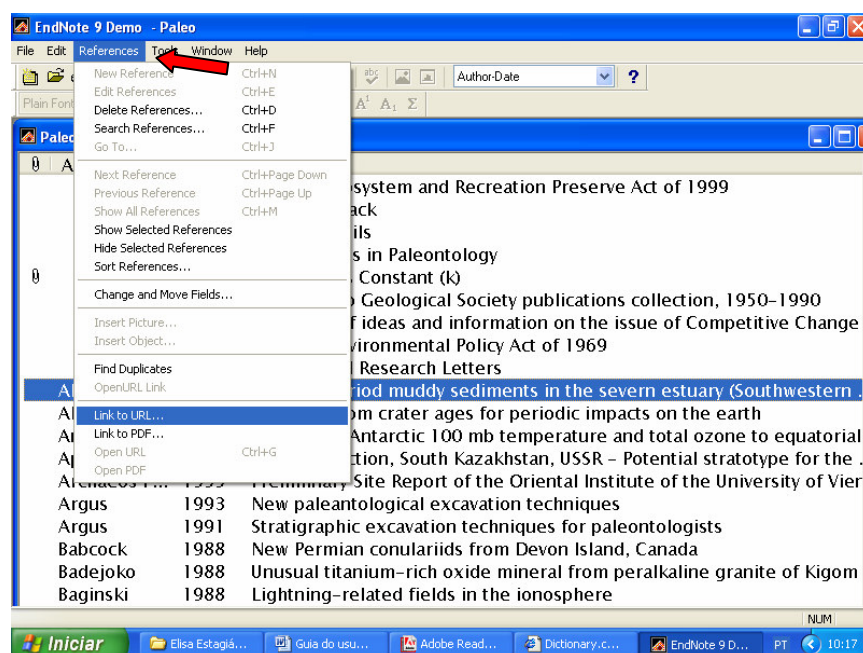 EndNote 9 Demo - Paleo
File Edit References Tools Window Help
New Reference Ctrl+N
Edit References Ctrl+E
Delete References... Ctrl+D
Search References... Ctrl+F
Go To... Ctrl+J
Next Reference Ctrl+Page Down
Previous Reference Ctrl+Page Up
Show All References Ctrl+M
Show Selected References
Hide Selected References
Sort References...
Change and Move Fields...
Insert Picture...
Insert Object...
Find Duplicates
OpenURL Link
Link to URL...
Link to PDF...
Open URL Ctrl+G
Open PDF
Author-Date
Plain Font
A¹ A₁ Σ
Paleo
system and Recreation Preserve Act of 1999
ack
ils
s in Paleontology
Constant (k)
Geological Society publications collection, 1950-1990
f ideas and information on the issue of Competitive Change
vironmental Policy Act of 1969
Research Letters
riod muddy sediments in the severn estuary (Southwestern .
om crater ages for periodic impacts on the earth
Antarctic 100 mb temperature and total ozone to equatorial
ction, South Kazakhstan, USSR - Potential stratotype for the .
Preliminary Site Report of the Oriental Institute of the University of Vier
Argus 1993 New paleantological excavation techniques
Argus 1991 Stratigraphic excavation techniques for paleontologists
Babcock 1988 New Permian conulariids from Devon Island, Canada
Badejoko 1988 Unusual titanium-rich oxide mineral from peralkaline granite of Kigom
Baginski 1988 Lightning-related fields in the ionosphere
NUM
Iniciar Elisa Estagiá... Guia do usu... Adobe Read... Dictionary.c... EndNote 9 D... PT 10:17